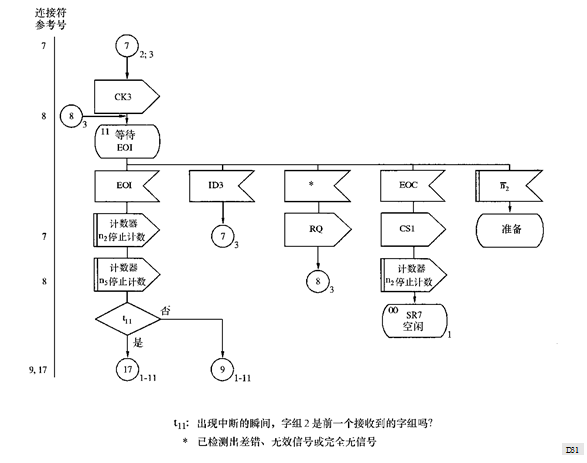 连接符
参考号
7
7
2; 3
CK3
8
8
3
11 等待
EOI
EOI
ID3
*
EOC
n̅₂
7
计数器
n₂停止计数
7
3
RQ
CS1
准备
8
计数器
n₅停止计数
8
3
计数器
n₂停止计数
t₁₁
否
是
00 SR7
空闲
1
9, 17
17
1-11
9
1-11
t₁₁: 出现中断的瞬间，字组 2 是前一个接收到的字组吗?
* 已检测出差错、无效信号或完全无信号
D81